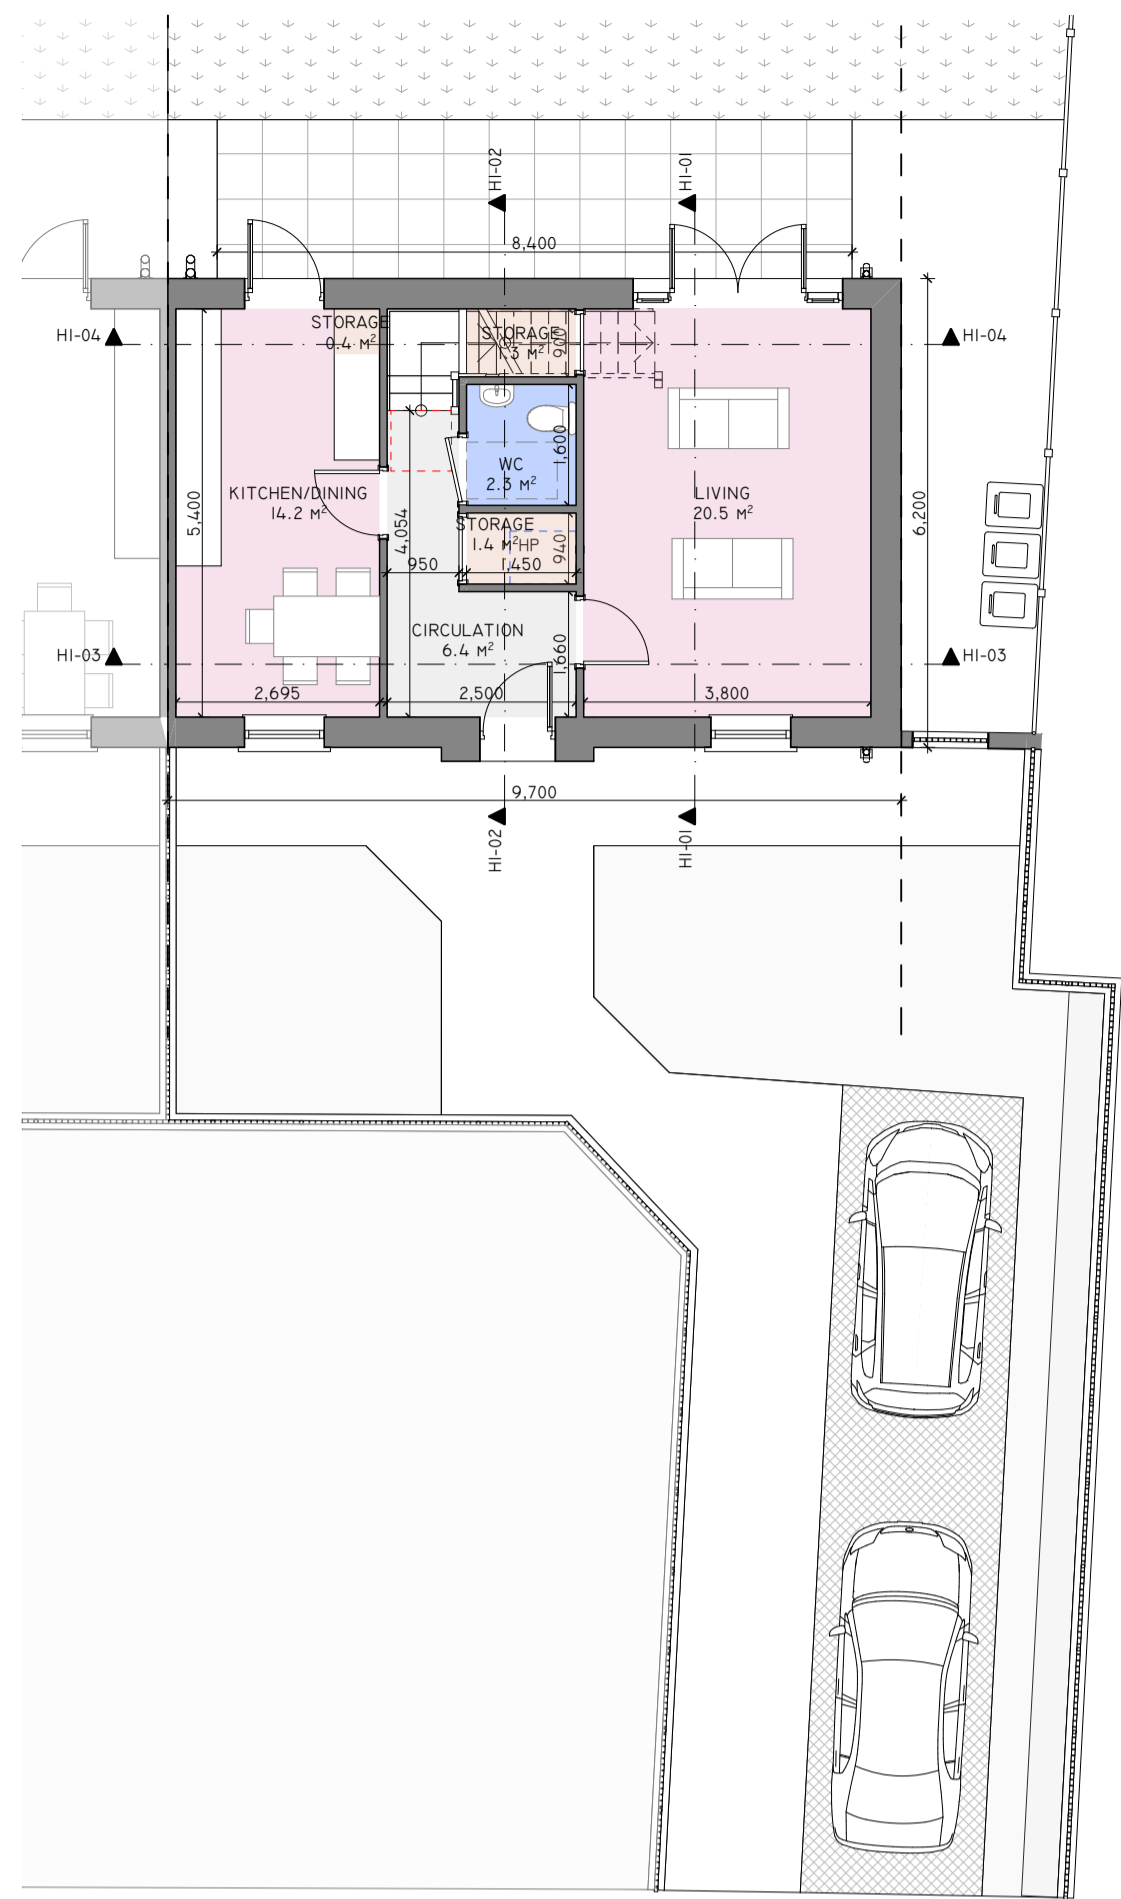 HI-02
HI-01
8,400
HI-04
STORAGE
0.4 M²
STORAGE
1.3 M²
900
HI-04
WC
2.3 M²
1,600
KITCHEN/DINING
14.2 M²
LIVING
20.5 M²
5,400
4,054
6,200
STORAGE
1.4 M²
HP
940
950
1,450
CIRCULATION
6.4 M²
1,660
HI-03
HI-03
2,695
2,500
3,800
9,700
HI-02
HI-01